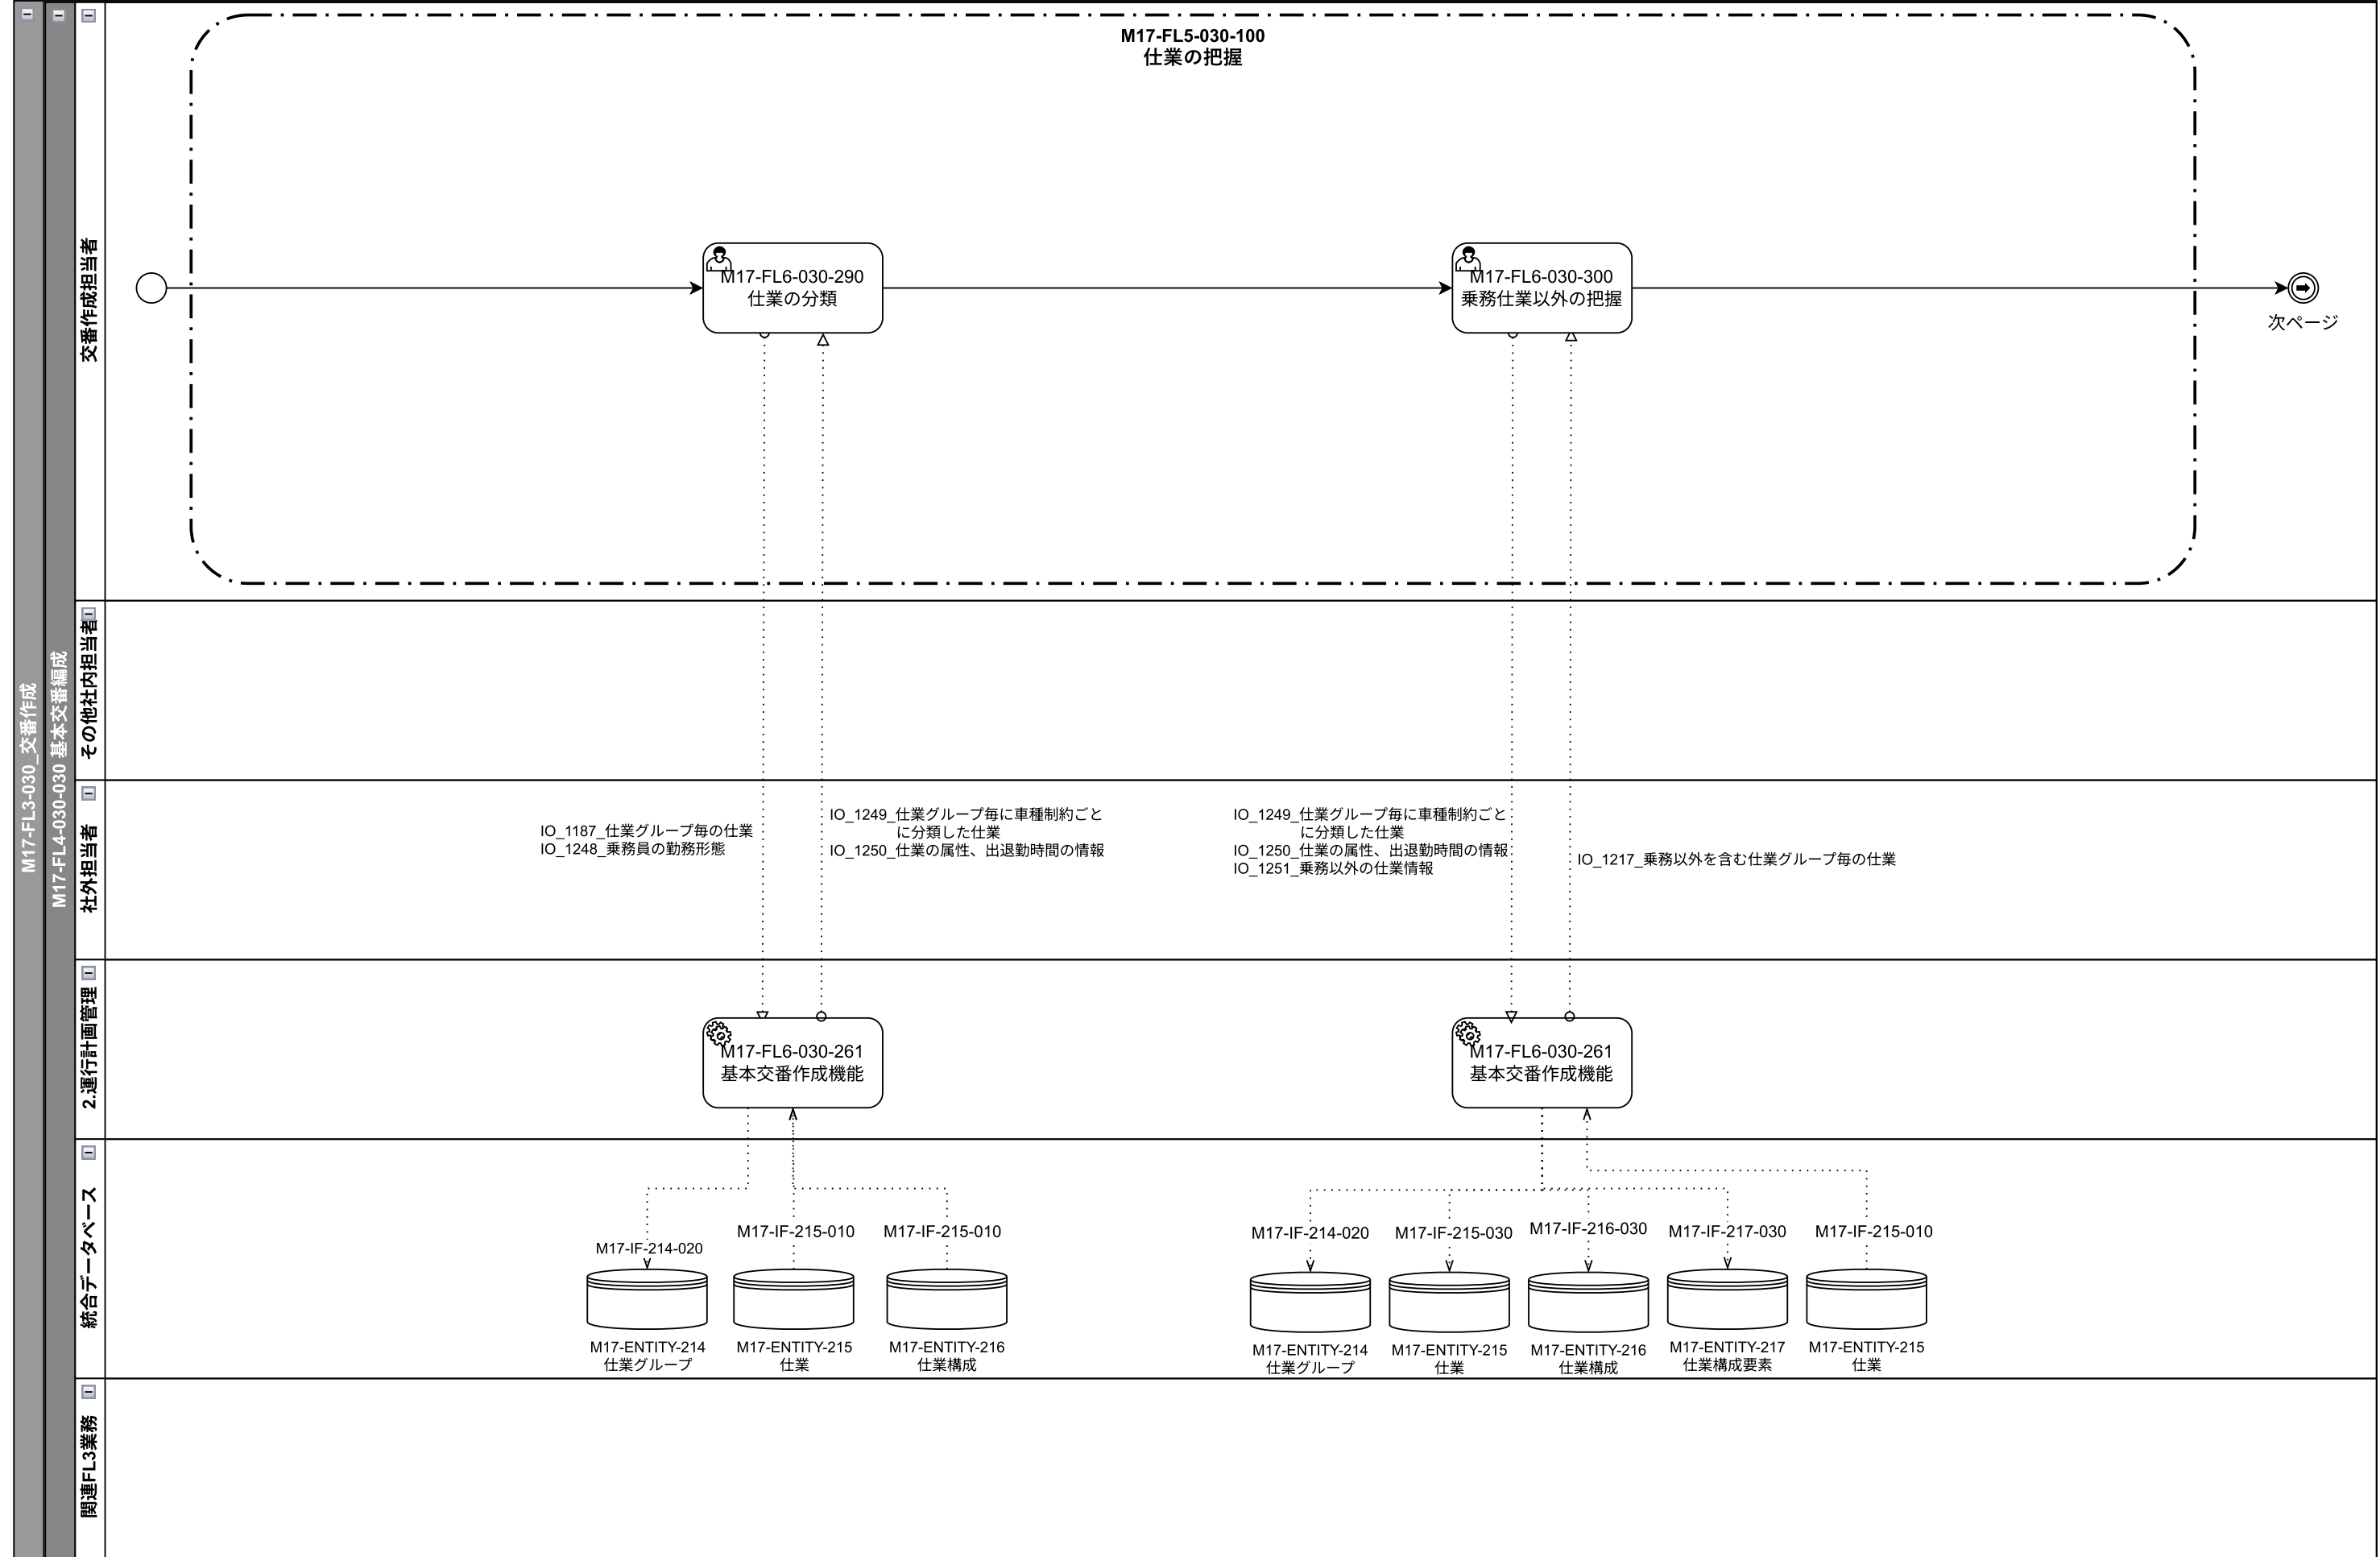 M17-FL3-030_交番作成
M17-FL4-030-030 基本交番編成
交番作成担当者
M17-FL5-030-100
仕業の把握
M17-FL6-030-290
仕業の分類
M17-FL6-030-300
乗務仕業以外の把握
次ページ
その他社内担当者
社外担当者
IO_1187_仕業グループ毎の仕業
IO_1248_乗務員の勤務形態
IO_1249_仕業グループ毎に車種制約ごと
に分類した仕業
IO_1250_仕業の属性、出退勤時間の情報
IO_1249_仕業グループ毎に車種制約ごと
に分類した仕業
IO_1250_仕業の属性、出退勤時間の情報
IO_1251_乗務以外の仕業情報
IO_1217_乗務以外を含む仕業グループ毎の仕業
2.運行計画管理
M17-FL6-030-261
基本交番作成機能
M17-FL6-030-261
基本交番作成機能
統合データベース
M17-IF-214-020
M17-IF-215-010
M17-IF-215-010
M17-IF-214-020
M17-IF-215-030
M17-IF-216-030
M17-IF-217-030
M17-IF-215-010
M17-ENTITY-214
仕業グループ
M17-ENTITY-215
仕業
M17-ENTITY-216
仕業構成
M17-ENTITY-214
仕業グループ
M17-ENTITY-215
仕業
M17-ENTITY-216
仕業構成
M17-ENTITY-217
仕業構成要素
M17-ENTITY-215
仕業
関連FL3業務